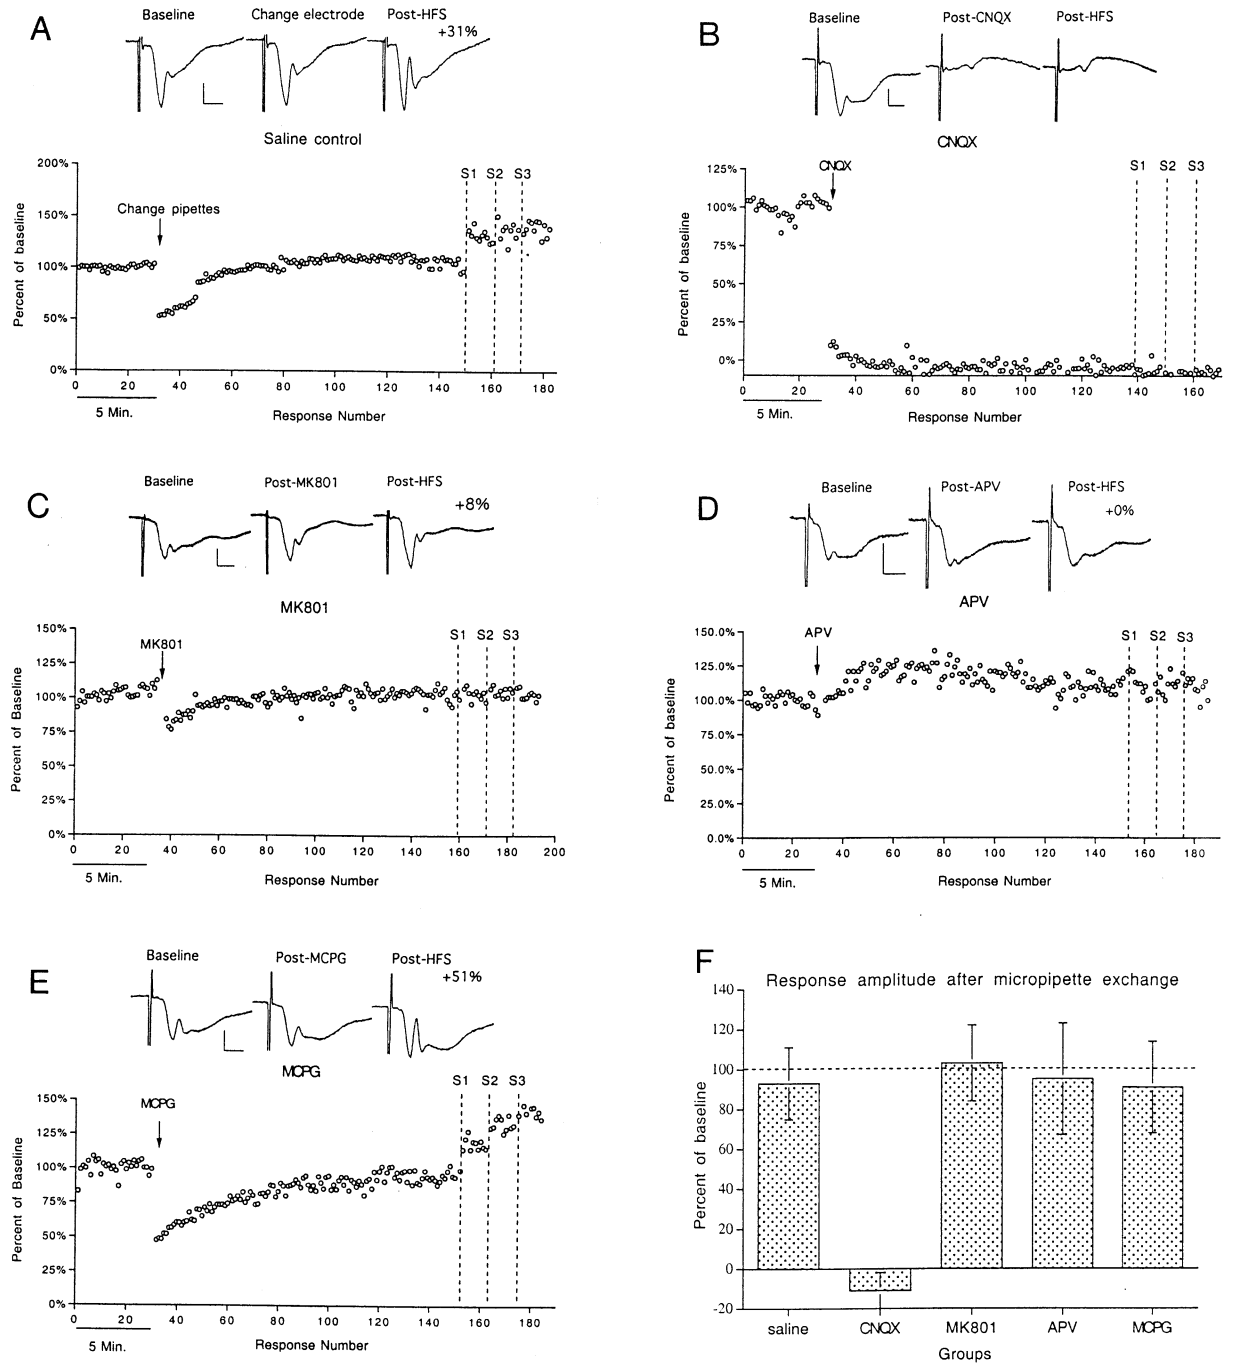 A
Baseline
Change electrode
Post-HFS
+31%
Saline control
200%
150%
100%
50%
0%
Percent of baseline
Change pipettes
S1
S2
S3
0
20
40
60
80
100
120
140
160
180
5 Min.
Response Number
B
Baseline
Post-CNQX
Post-HFS
CNQX
125%
100%
75%
50%
25%
0%
Percent of baseline
CNQX
S1
S2
S3
0
20
40
60
80
100
120
140
160
5 Min.
Response Number
C
Baseline
Post-MK801
Post-HFS
+8%
MK801
150%
125%
100%
75%
50%
25%
0%
Percent of Baseline
MK801
S1
S2
S3
0
20
40
60
80
100
120
140
160
180
200
5 Min.
Response Number
D
Baseline
Post-APV
Post-HFS
+0%
APV
150.0%
125.0%
100.0%
75.0%
50.0%
25.0%
0.0%
Percent of baseline
APV
S1
S2
S3
0
20
40
60
80
100
120
140
160
180
5 Min.
Response Number
E
Baseline
Post-MCPG
Post-HFS
+51%
MCPG
150%
125%
100%
75%
50%
25%
0%
Percent of Baseline
MCPG
S1
S2
S3
0
20
40
60
80
100
120
140
160
180
5 Min.
Response Number
F
Response amplitude after micropipette exchange
140
120
100
80
60
40
20
0
-20
Percent of baseline
saline
CNQX
MK801
APV
MCPG
Groups